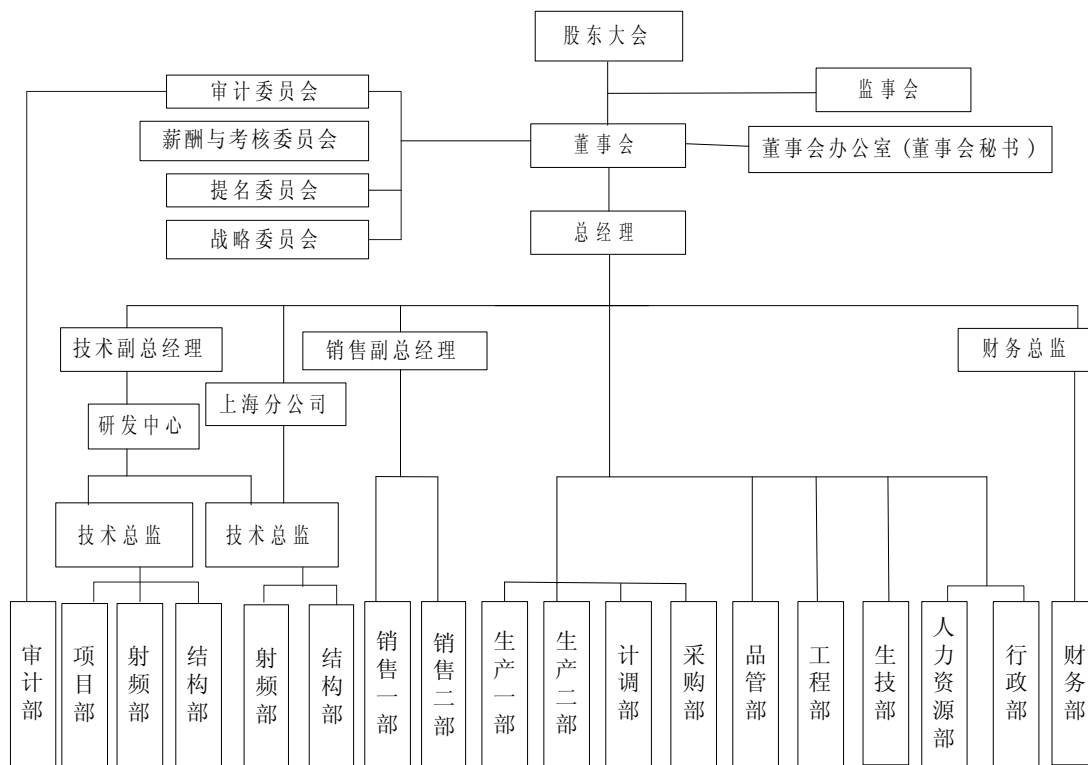 股东大会
审计委员会
监事会
薪酬与考核委员会
董事会
董事会办公室(董事会秘书)
提名委员会
战略委员会
总经理
技术副总经理
销售副总经理
财务总监
上海分公司
研发中心
技术总监
技术总监
审计部
项目部
射频部
结构部
射频部
结构部
销售一部
销售二部
生产一部
生产二部
计调部
采购部
品管部
工程部
生技部
人力资源部
行政部
财务部